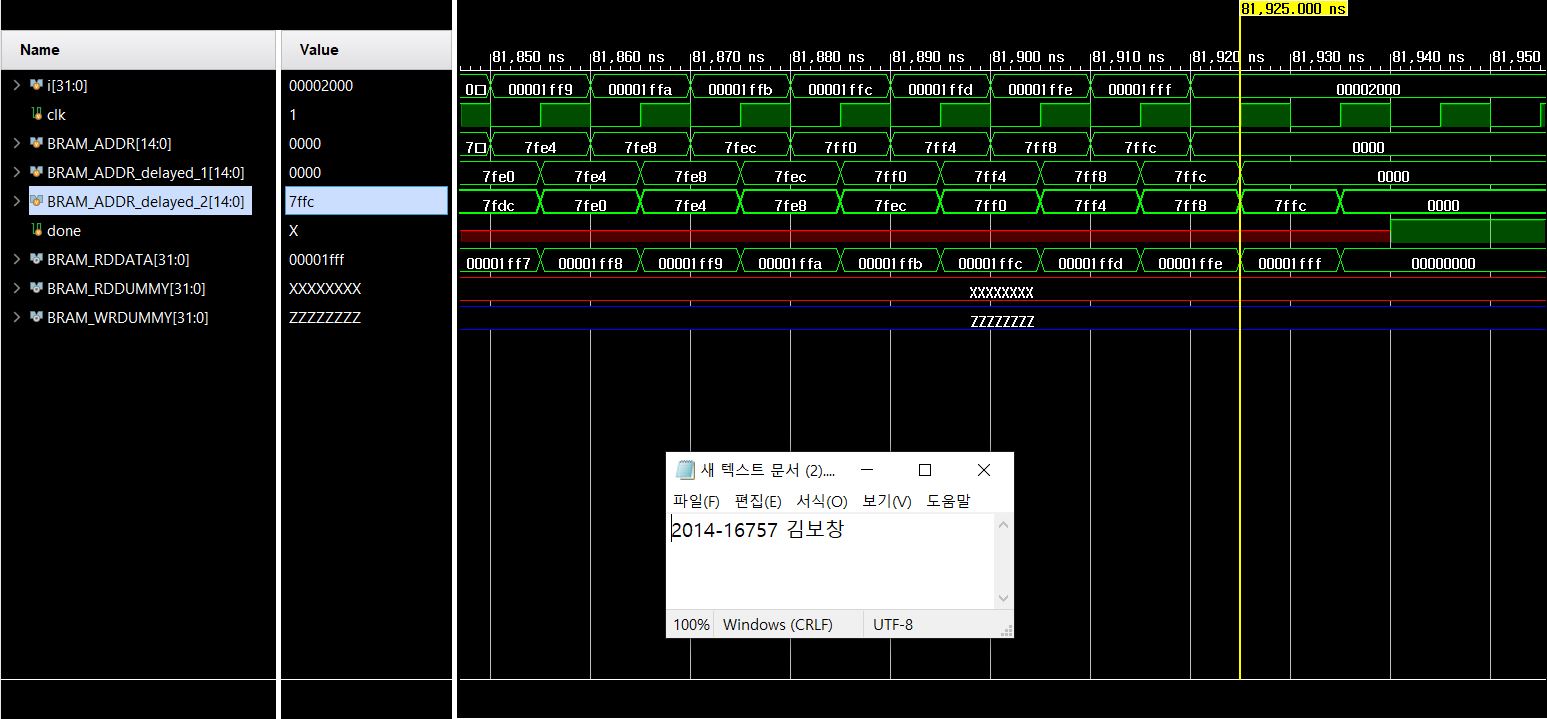 81,925.000 ns
Name Value
81,850 ns 81,860 ns 81,870 ns 81,880 ns 81,890 ns 81,900 ns 81,910 ns 81,920 ns 81,930 ns 81,940 ns 81,950
i[31:0] 00002000 00001ff9 00001ffa 00001ffb 00001ffc 00001ffd 00001ffe 00001fff 00002000
clk 1
BRAM_ADDR[14:0] 0000 7fe4 7fe8 7fec 7ff0 7ff4 7ff8 7ffc 0000
BRAM_ADDR_delayed_1[14:0] 0000 7fe0 7fe4 7fe8 7fec 7ff0 7ff4 7ff8 7ffc 0000
BRAM_ADDR_delayed_2[14:0] 7ffc 7fdc 7fe0 7fe4 7fe8 7fec 7ff0 7ff4 7ff8 7ffc 0000
done X
BRAM_RDDATA[31:0] 00001fff 00001ff7 00001ff8 00001ff9 00001ffa 00001ffb 00001ffc 00001ffd 00001ffe 00001fff 00000000
BRAM_RDDUMMY[31:0] XXXXXXXX XXXXXXXX
BRAM_WRDUMMY[31:0] ZZZZZZZZ ZZZZZZZZ
새 텍스트 문서 (2)....
파일(F) 편집(E) 서식(O) 보기(V) 도움말
2014-16757 김보창
100% Windows (CRLF) UTF-8